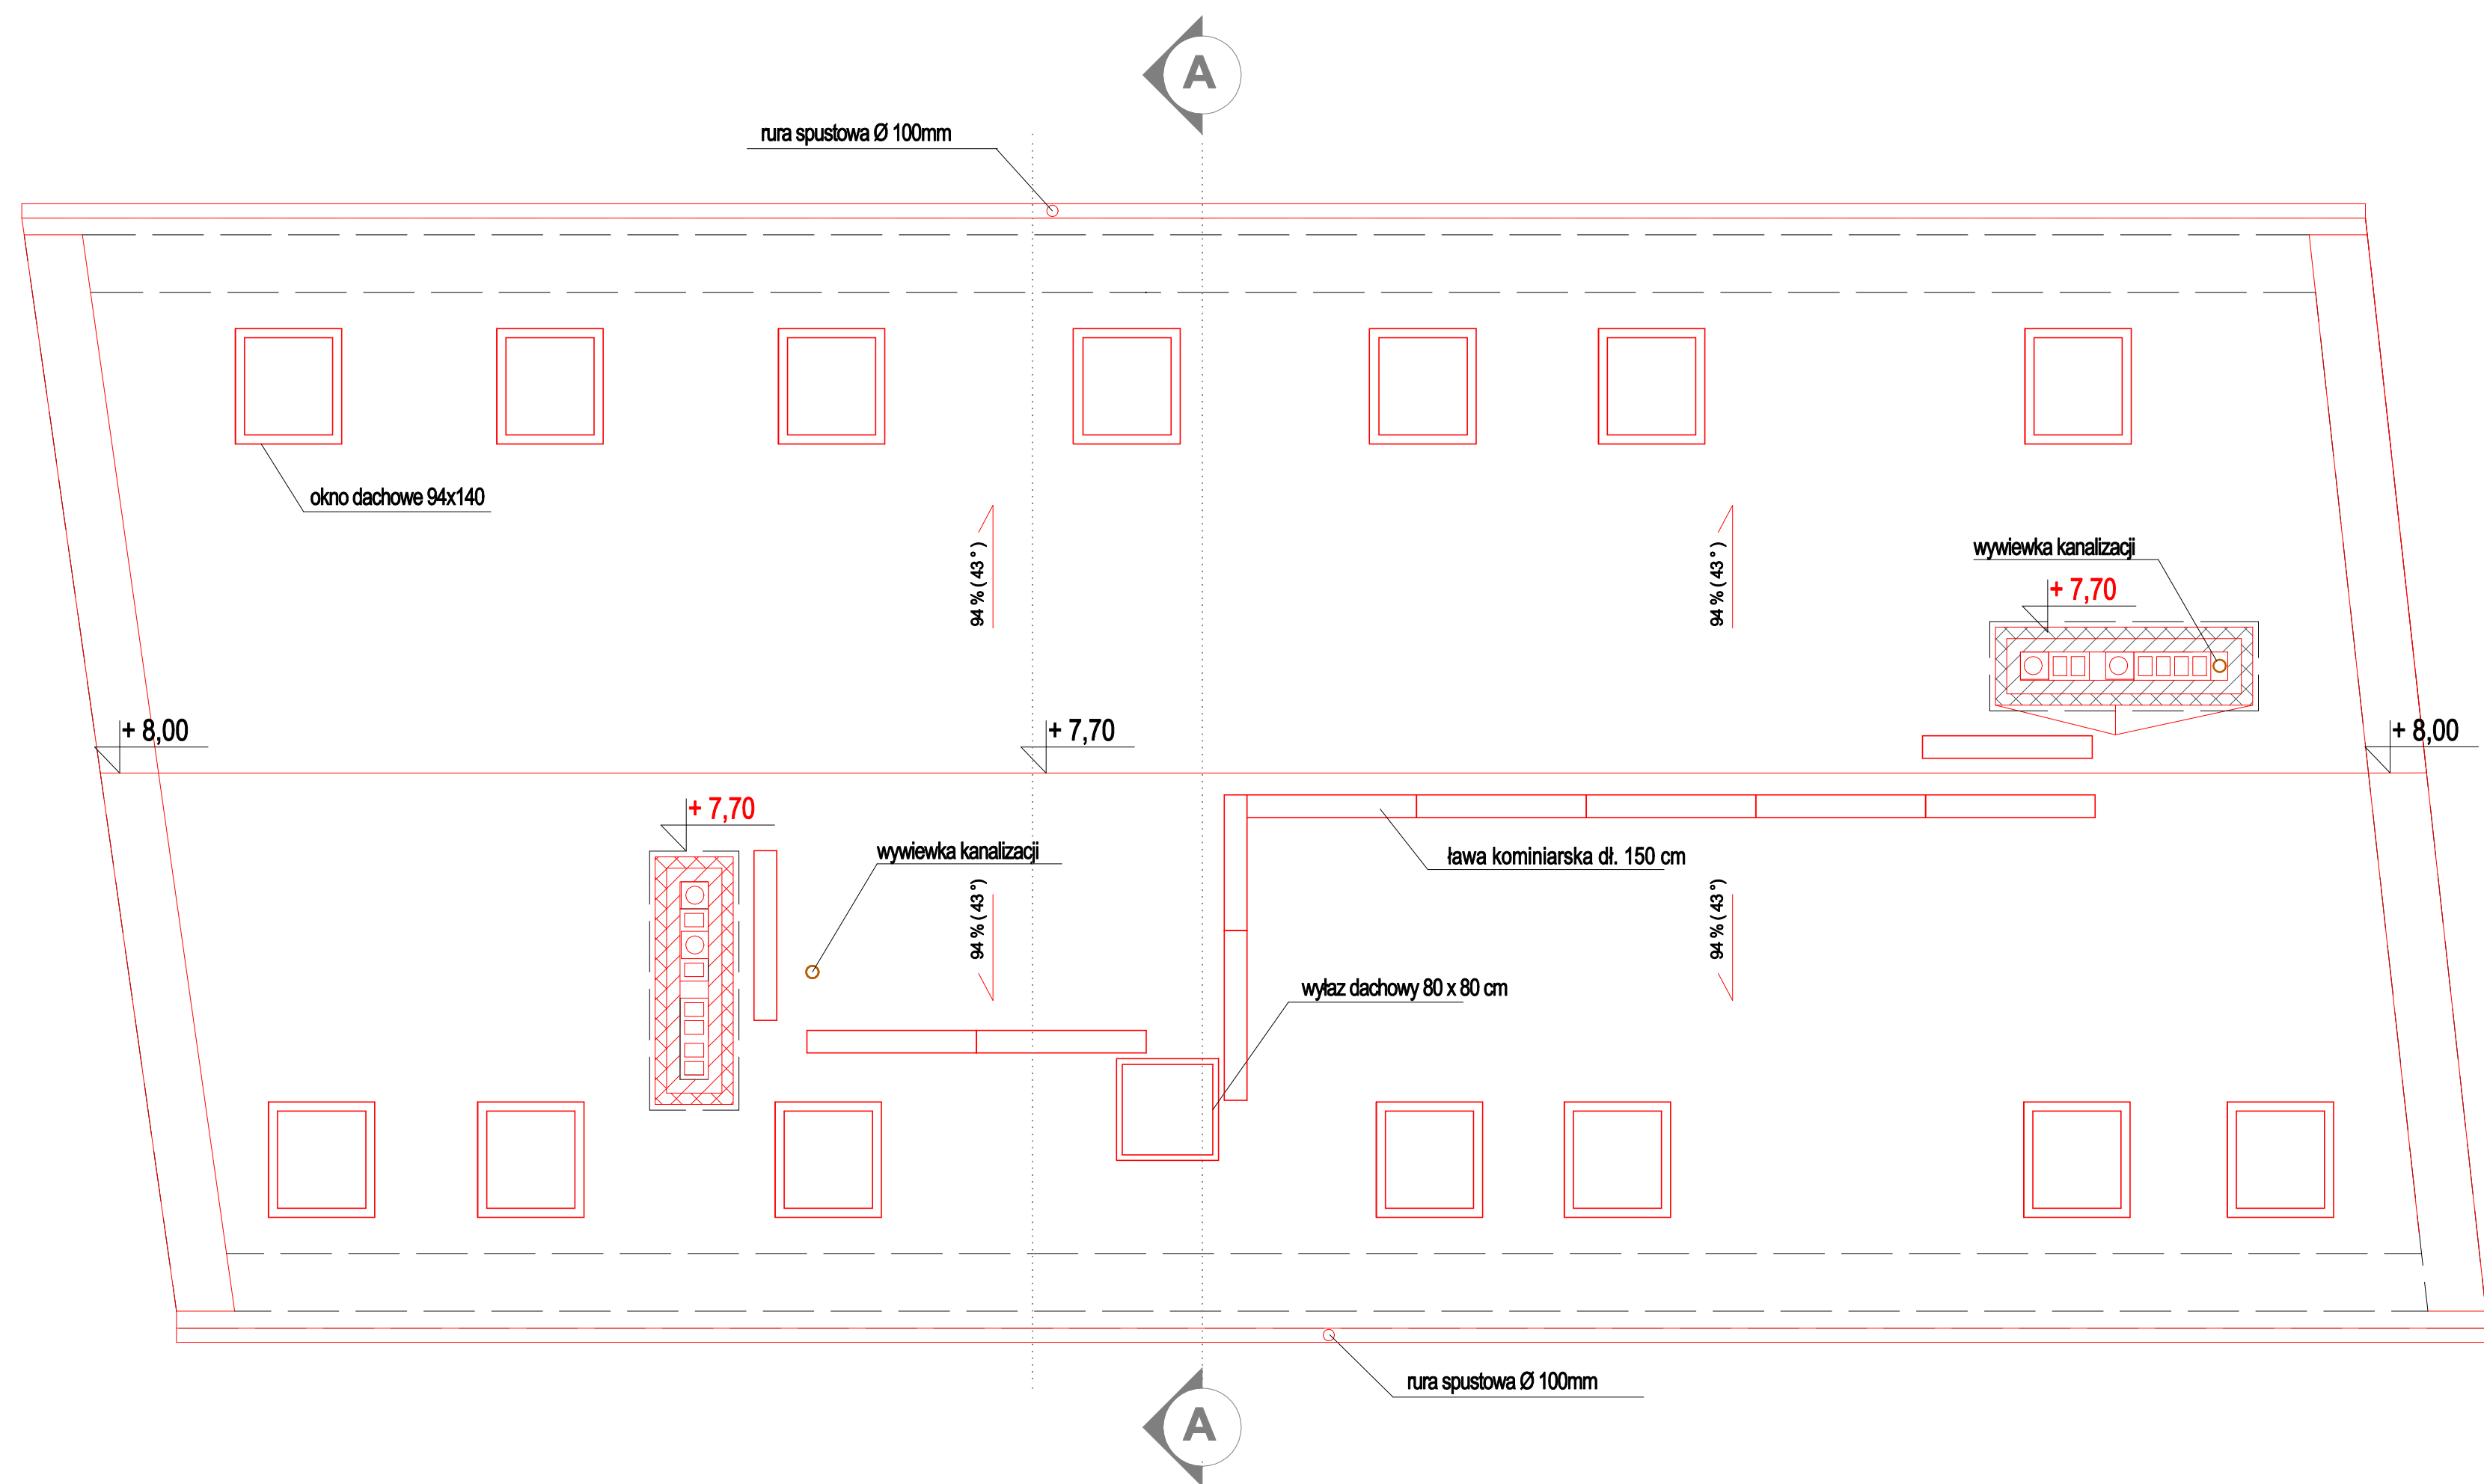 A
rura spustowa Ø 100mm
okno dachowe 94x140
94 % ( 43 ° )
94 % ( 43 ° )
wywiewka kanalizacji
+ 7,70
+ 8,00
+ 7,70
+ 8,00
+ 7,70
wywiewka kanalizacji
ława kominiarska dł. 150 cm
94 % ( 43 °)
94 % ( 43 °)
wyłaz dachowy 80 x 80 cm
rura spustowa Ø 100mm
A